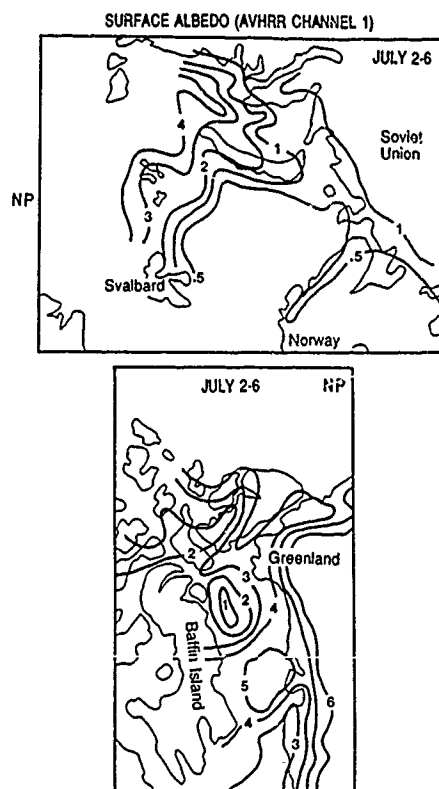 SURFACE ALBEDO (AVHRR CHANNEL 1)
JULY 2-6
4
1
Soviet
Union
2
NP
3
1
.5
.5
Svalbard
Norway
JULY 2-6 NP
2
Greenland
3
1
2
4
Baffin Island
5
6
4
3